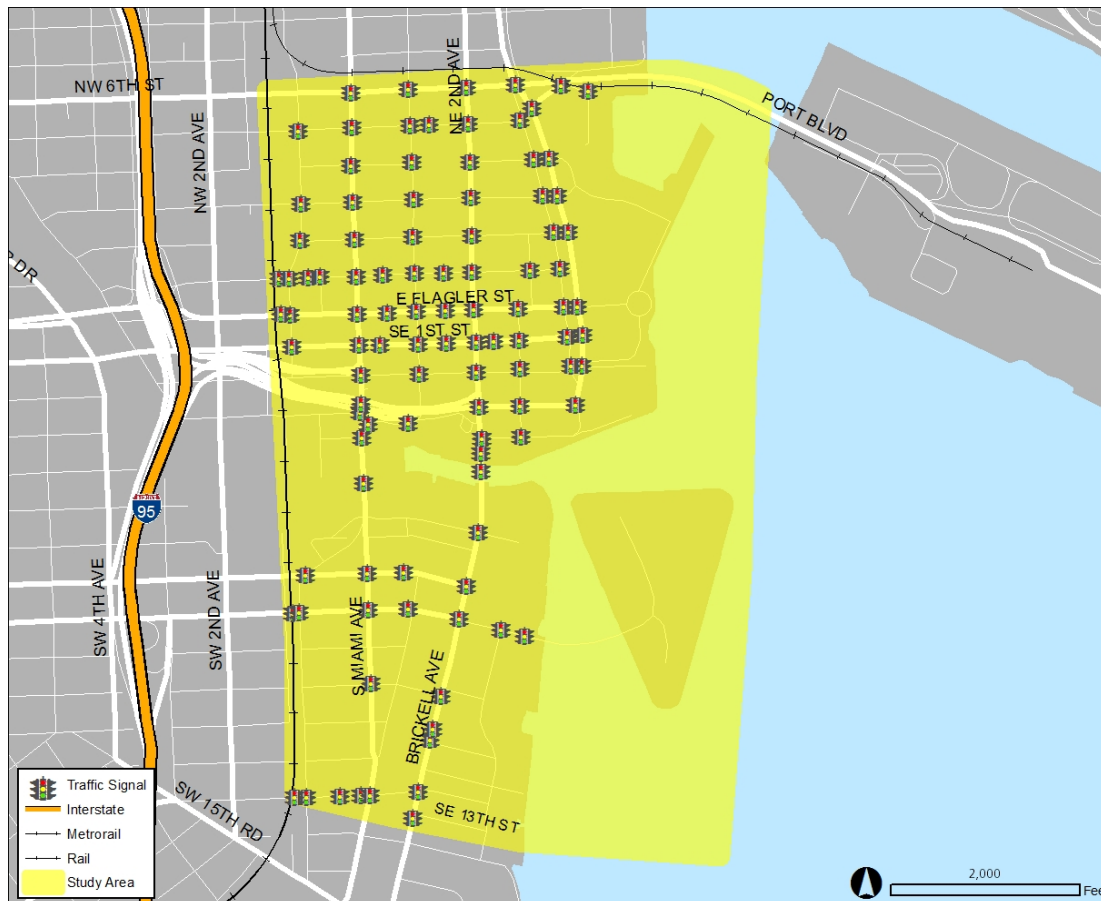 NW 6TH ST
NE 2ND AVE
PORT BLVD
NW 2ND AVE
DR
E FLAGLER ST
SE 1ST ST
95
SW 4TH AVE
SW 2ND AVE
S MIAMI AVE
BRICKELL AVE
SW 15TH RD
SE 13TH ST
Traffic Signal
Interstate
Metrorail
Rail
Study Area
2,000
Fee